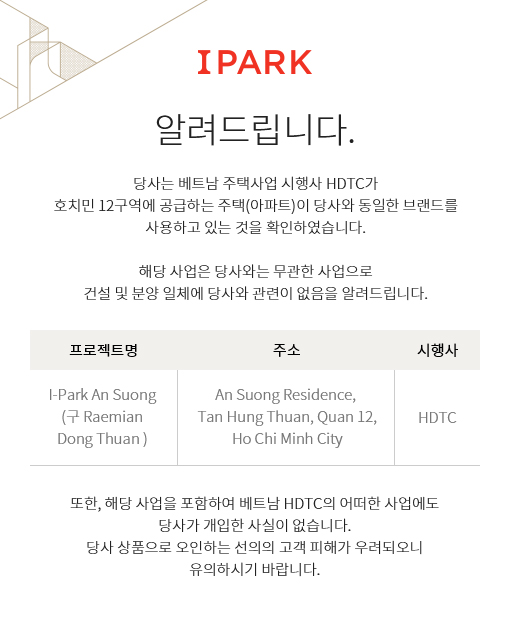 IPARK
알려드립니다.
당사는 베트남 주택사업 시행사 HDTC가
호치민 12구역에 공급하는 주택(아파트)이 당사와 동일한 브랜드를
사용하고 있는 것을 확인하였습니다.
해당 사업은 당사와는 무관한 사업으로
건설 및 분양 일체에 당사와 관련이 없음을 알려드립니다.
프로젝트명 주소 시행사
I-Park An Suong
(구 Raemian
Dong Thuan )
An Suong Residence,
Tan Hung Thuan, Quan 12,
Ho Chi Minh City
HDTC
또한, 해당 사업을 포함하여 베트남 HDTC의 어떠한 사업에도
당사가 개입한 사실이 없습니다.
당사 상품으로 오인하는 선의의 고객 피해가 우려되오니
유의하시기 바랍니다.